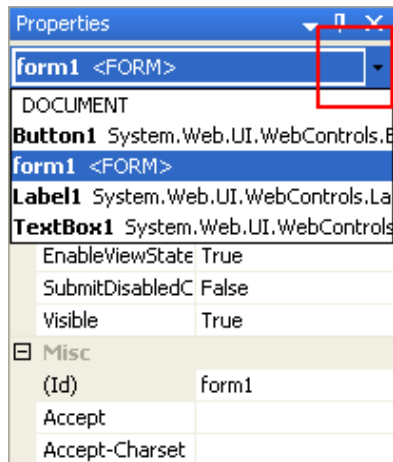 Properties
form1 <FORM>
DOCUMENT
Button1 System.Web.UI.WebControls.
form1 <FORM>
Label1 System.Web.UI.WebControls.La
TextBox1 System.Web.UI.WebControls
EnableViewState True
SubmitDisabledC False
Visible True
Misc
(Id) form1
Accept
Accept-Charset